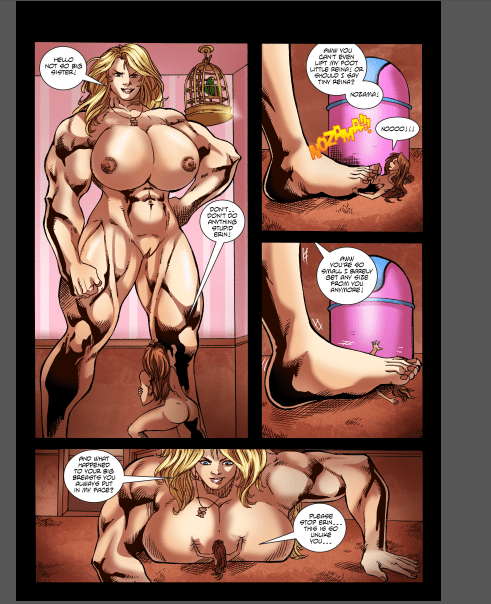 HELLO
NOT SO BIG
SISTER!
DON'T..
DON'T DO
ANYTHING
STUPID
ERIN!
AWW YOU
CAN'T EVEN
LIFT MY FOOT
LITTLE REINA! OR
SHOULD I SAY
TINY REINA?
NOZAMA!
NOZAMA!!!
NOOOO!!!
AWW
YOU'RE SO
SMALL I BARELY
GET ANY SIZE
FROM YOU
ANYMORE!
AND WHAT
HAPPENED
TO YOUR BIG
BREASTS YOU
ALWAYS PUT
IN MY FACE?
PLEASE
STOP ERIN...
THIS IS SO
UNLIKE
YOU...